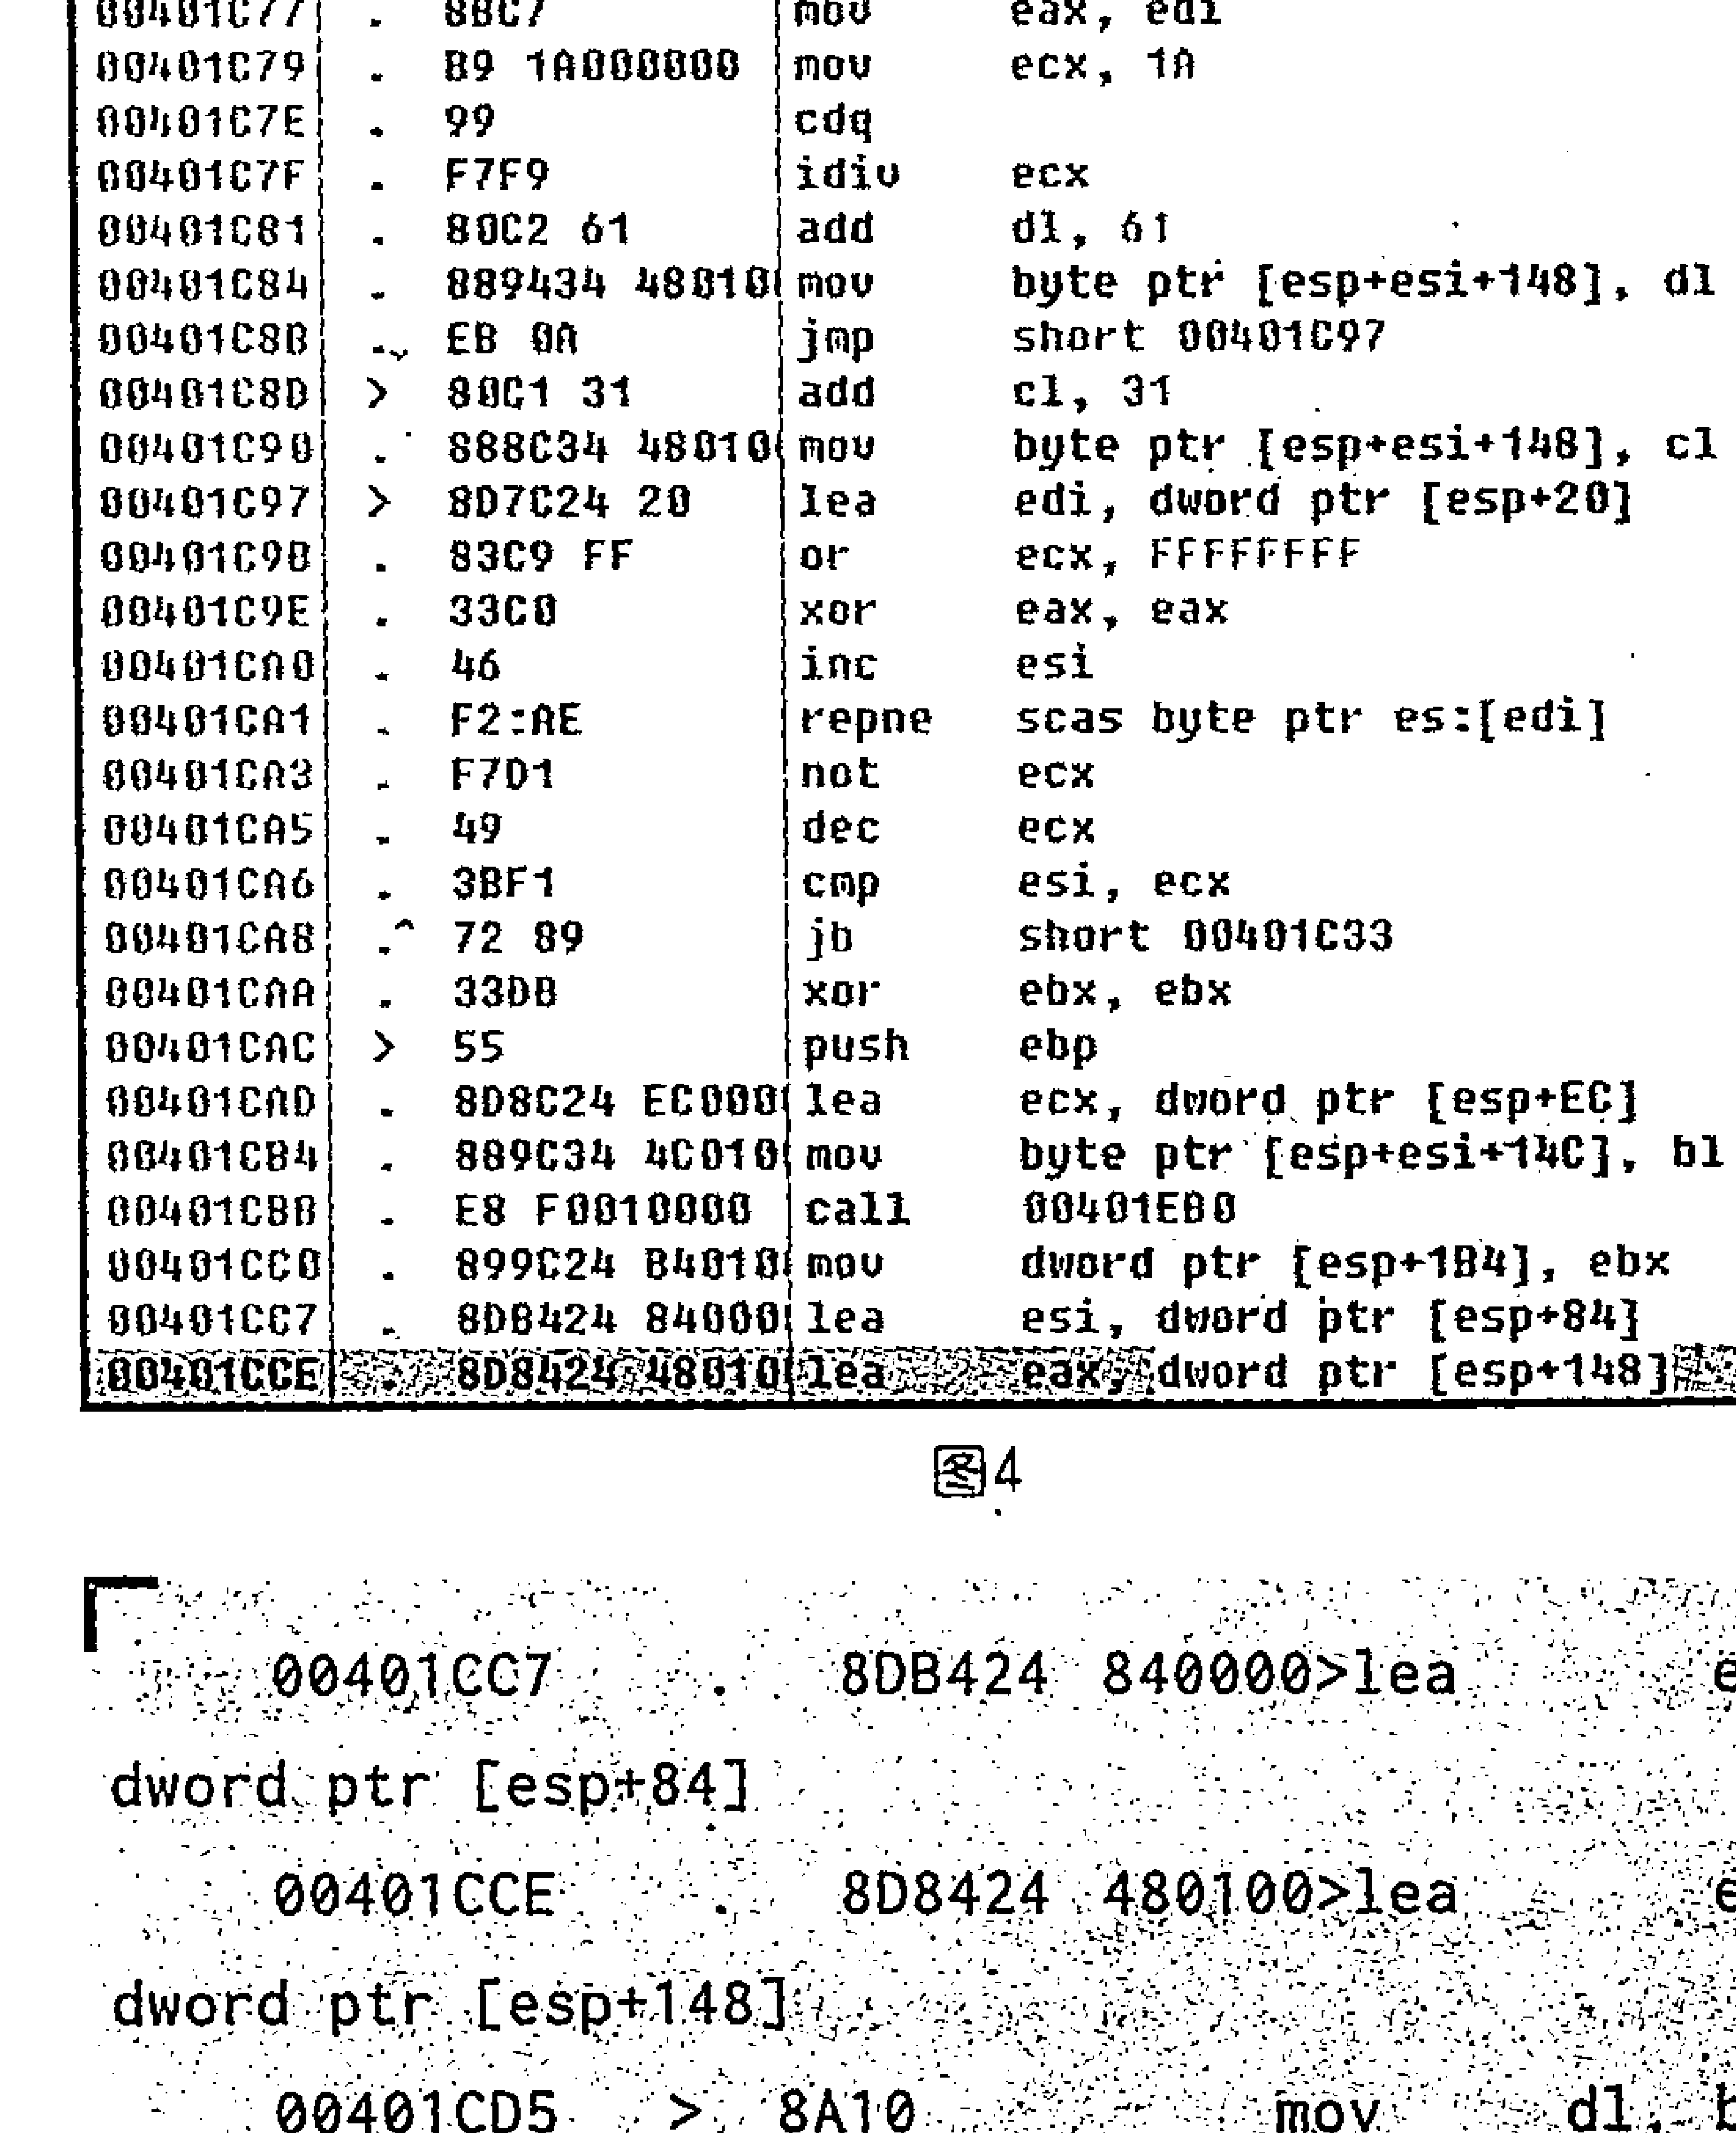 00401C77 . 8BC7 mov eax, edi
00401C79 . B9 1A000000 mov ecx, 1A
00401C7E . 99 cdq
00401C7F . F7F9 idiv ecx
00401C81 . 80C2 61 add dl, 61
00401C84 . 889434 48010 mov byte ptr [esp+esi+148], dl
00401C8B . EB 0A jmp short 00401C97
00401C8D > 80C1 31 add cl, 31
00401C90 . 888C34 48010 mov byte ptr [esp+esi+148], cl
00401C97 > 8D7C24 20 lea edi, dword ptr [esp+20]
00401C9B . 83C9 FF or ecx, FFFFFFFF
00401C9E . 33C0 xor eax, eax
00401CA0 . 46 inc esi
00401CA1 . F2:AE repne scas byte ptr es:[edi]
00401CA3 . F7D1 not ecx
00401CA5 . 49 dec ecx
00401CA6 . 3BF1 cmp esi, ecx
00401CA8 .^ 72 89 jb short 00401C33
00401CAA . 33DB xor ebx, ebx
00401CAC > 55 push ebp
00401CAD . 8D8C24 EC000 lea ecx, dword ptr [esp+EC]
00401CB4 . 889C34 4C010 mov byte ptr [esp+esi+14C], bl
00401CBB . E8 F0010000 call 00401EB0
00401CC0 . 899C24 B4010 mov dword ptr [esp+1B4], ebx
00401CC7 . 8DB424 84000 lea esi, dword ptr [esp+84]
00401CCE . 8D8424 48010 lea eax, dword ptr [esp+148]
图4
00401CC7 . 8DB424 840000>lea e
dword ptr [esp+84]
00401CCE . 8D8424 480100>lea e
dword ptr [esp+148]
00401CD5 > 8A10 mov dl, b